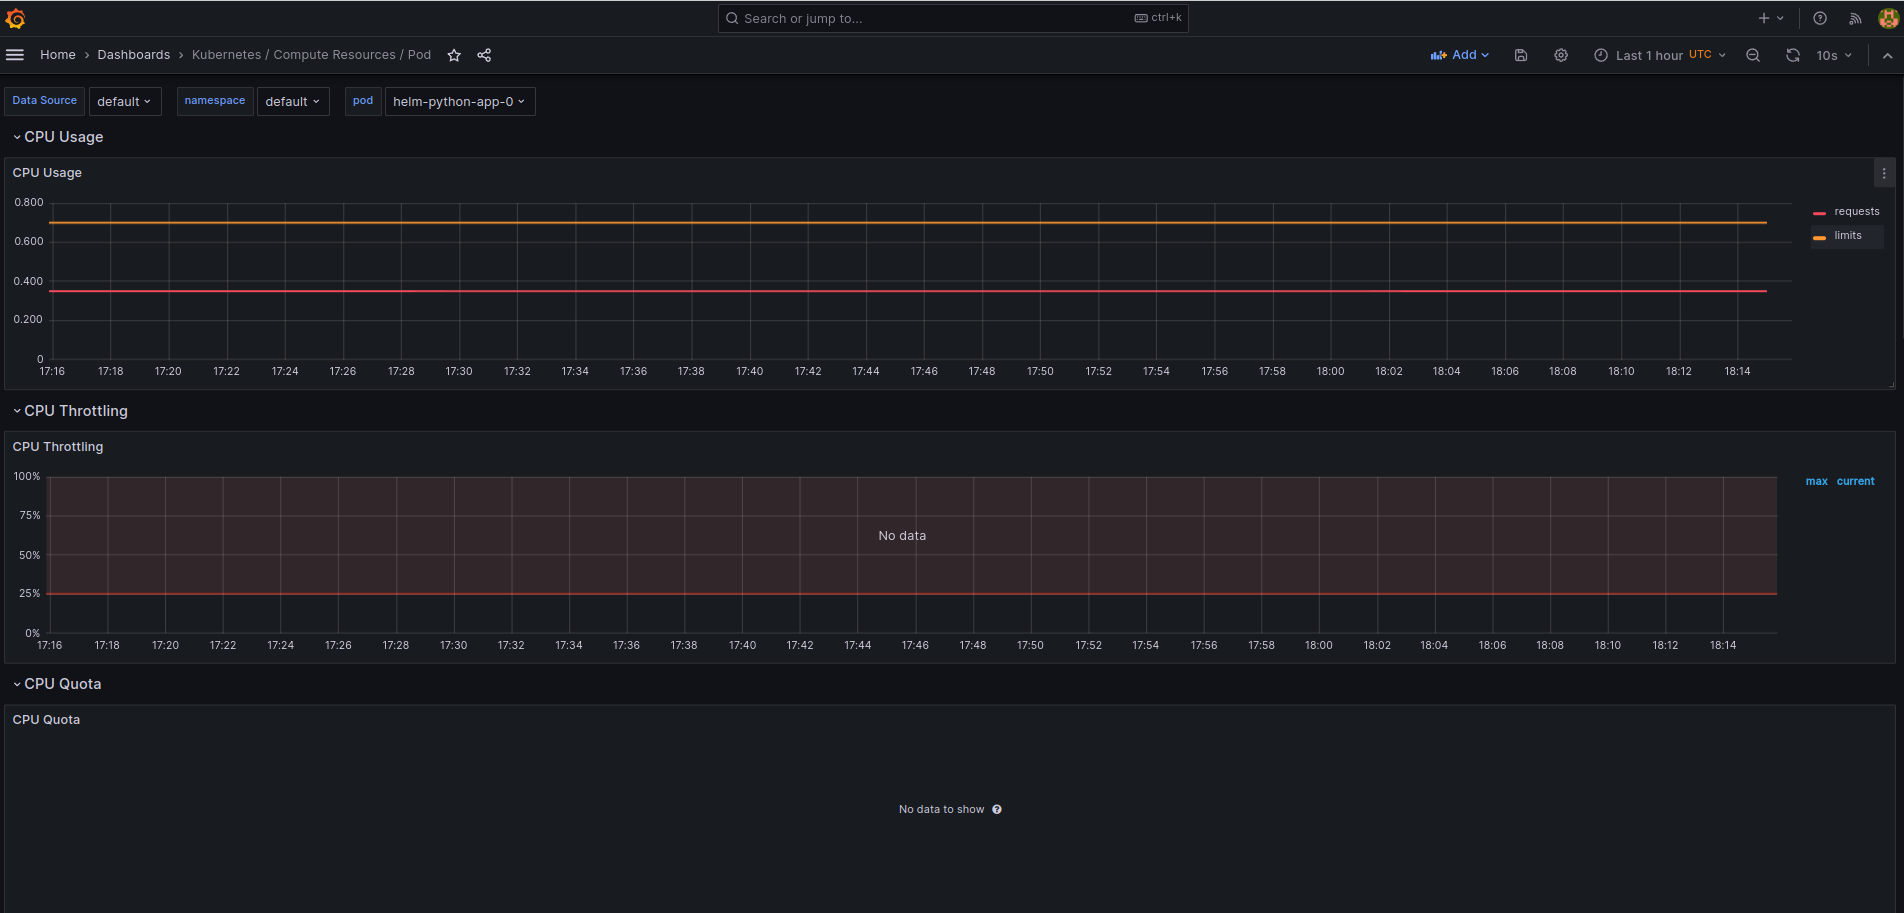 Search or jump to...
ctrl+k
Home › Dashboards › Kubernetes / Compute Resources / Pod
Add
Last 1 hour UTC
10s
Data Source default namespace default pod helm-python-app-0
CPU Usage
CPU Usage
0.800
0.600
0.400
0.200
0
17:16 17:18 17:20 17:22 17:24 17:26 17:28 17:30 17:32 17:34 17:36 17:38 17:40 17:42 17:44 17:46 17:48 17:50 17:52 17:54 17:56 17:58 18:00 18:02 18:04 18:06 18:08 18:10 18:12 18:14
requests
limits
CPU Throttling
CPU Throttling
100%
75%
50%
25%
0%
No data
17:16 17:18 17:20 17:22 17:24 17:26 17:28 17:30 17:32 17:34 17:36 17:38 17:40 17:42 17:44 17:46 17:48 17:50 17:52 17:54 17:56 17:58 18:00 18:02 18:04 18:06 18:08 18:10 18:12 18:14
max current
CPU Quota
CPU Quota
No data to show